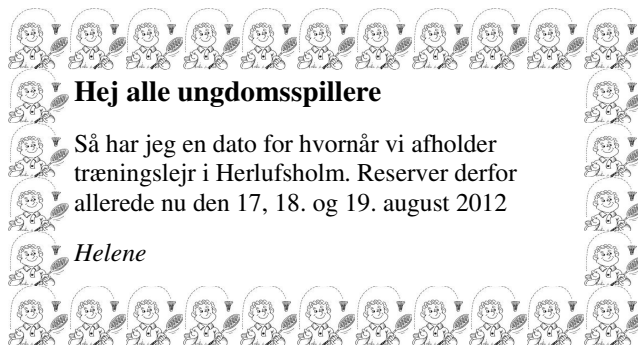 Hej alle ungdomsspillere
Så har jeg en dato for hvornår vi afholder
træningslejr i Herlufsholm. Reserver derfor
allerede nu den 17, 18. og 19. august 2012
Helene